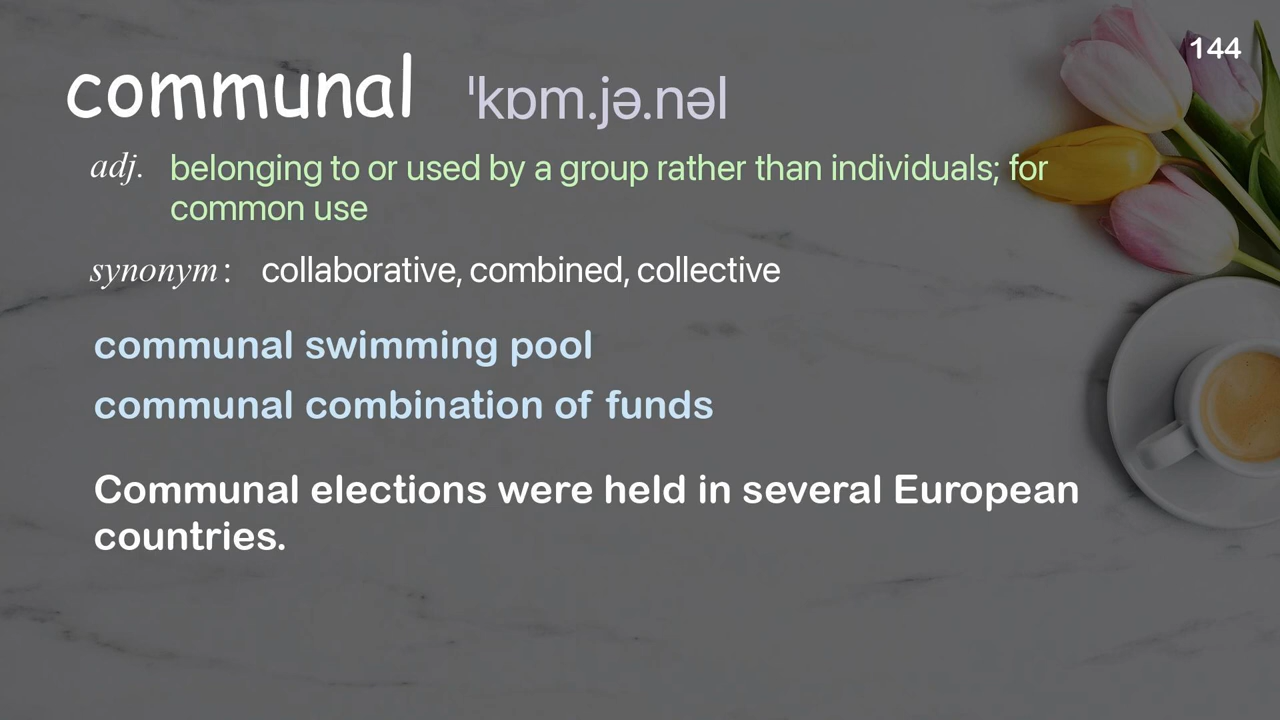 144
communal ˈkɒm.jə.nəl
adj. belonging to or used by a group rather than individuals; for
common use
synonym: collaborative, combined, collective
communal swimming pool
communal combination of funds
Communal elections were held in several European
countries.